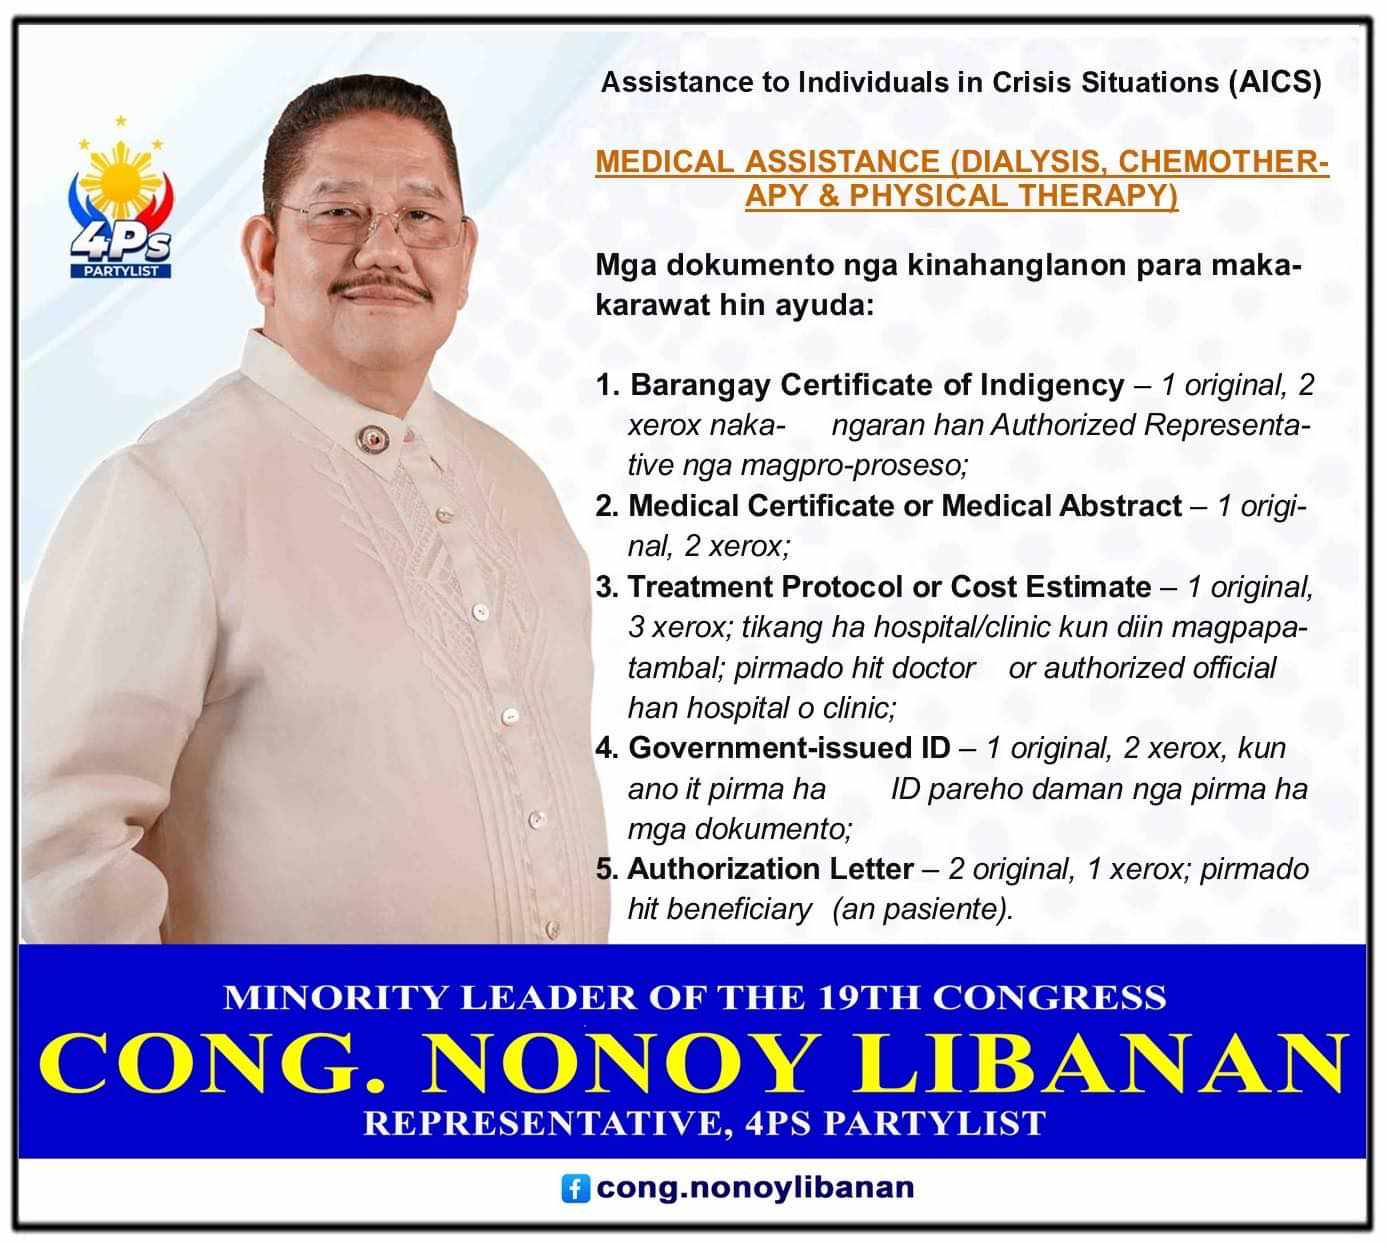 4Ps
PARTYLIST
Assistance to Individuals in Crisis Situations (AICS)
MEDICAL ASSISTANCE (DIALYSIS, CHEMOTHER-
APY & PHYSICAL THERAPY)
Mga dokumento nga kinahanglanon para maka-
karawat hin ayuda:
1. Barangay Certificate of Indigency – 1 original, 2
xerox naka- ngaran han Authorized Representa-
tive nga magpro-proseso;
2. Medical Certificate or Medical Abstract – 1 origi-
nal, 2 xerox;
3. Treatment Protocol or Cost Estimate – 1 original,
3 xerox; tikang ha hospital/clinic kun diin magpapa-
tambal; pirmado hit doctor or authorized official
han hospital o clinic;
4. Government-issued ID – 1 original, 2 xerox, kun
ano it pirma ha ID pareho daman nga pirma ha
mga dokumento;
5. Authorization Letter – 2 original, 1 xerox; pirmado
hit beneficiary (an pasiente).
MINORITY LEADER OF THE 19TH CONGRESS
CONG. NONOY LIBANAN
REPRESENTATIVE, 4PS PARTYLIST
cong.nonoylibanan